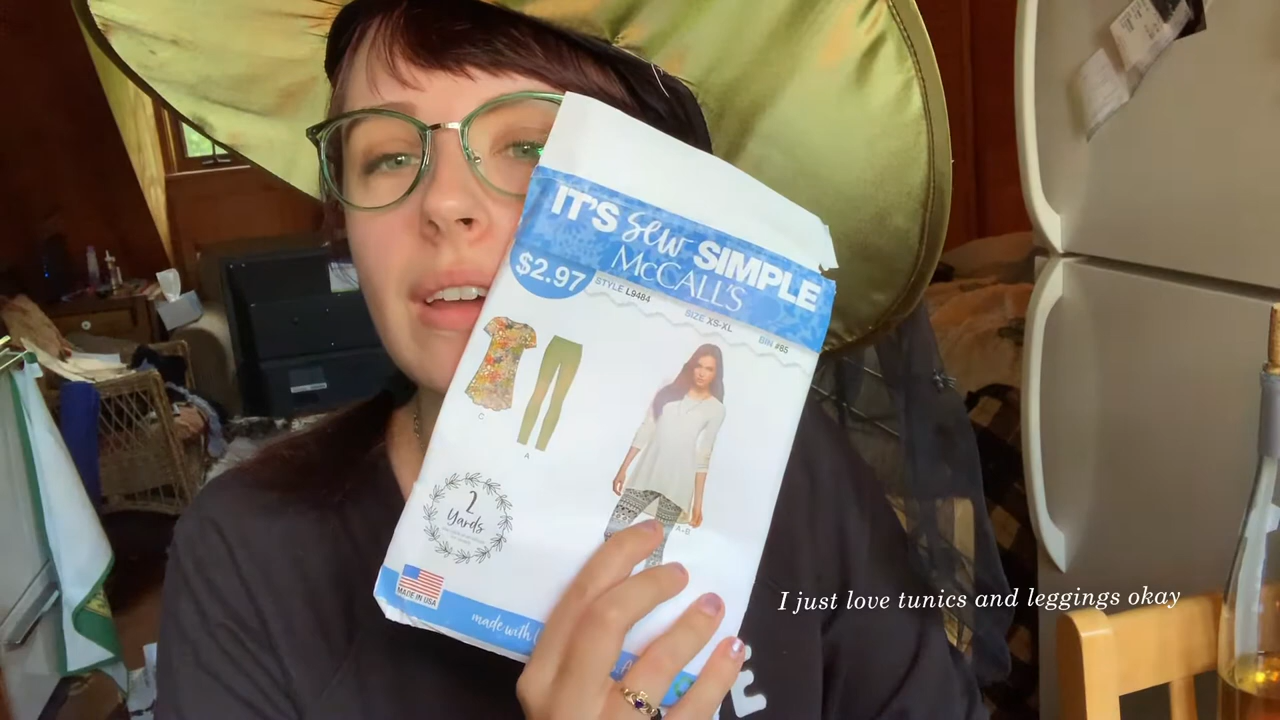 IT'S sew SIMPLE
McCALL'S
$2.97
STYLE L9484
SIZE XS-XL
BIN #85
C
A
A+B
2
Yards
MADE IN USA
made with
I just love tunics and leggings okay
E